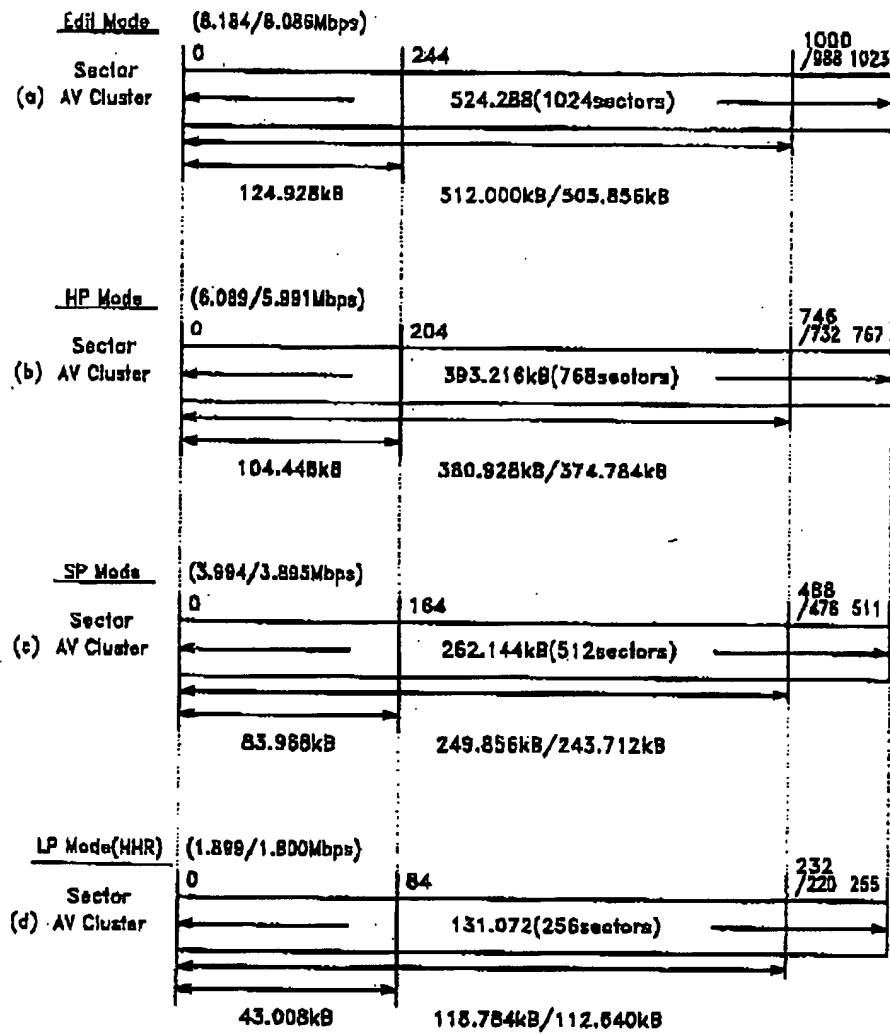 Edit Mode (8.184/8.086Mbps)
0 244 1000
/988 1023
Sector
(a) AV Cluster 524.288(1024sectors)
124.928kB 512.000kB/505.856kB
HP Mode (6.089/5.991Mbps)
0 204 746
/732 767
Sector
(b) AV Cluster 393.216kB(768sectors)
104.448kB 380.928kB/374.784kB
SP Mode (3.994/3.895Mbps)
0 164 488
/476 511
Sector
(c) AV Cluster 262.144kB(512sectors)
83.968kB 249.856kB/243.712kB
LP Mode(HHR) (1.899/1.800Mbps)
0 84 232
/220 255
Sector
(d) AV Cluster 131.072(256sectors)
43.008kB 118.784kB/112.640kB